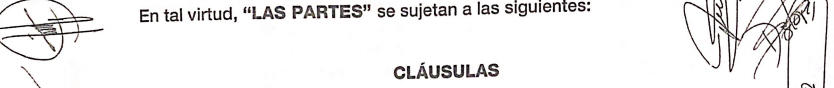 En tal virtud, “LAS PARTES” se sujetan a las siguientes:
CLÁUSULAS